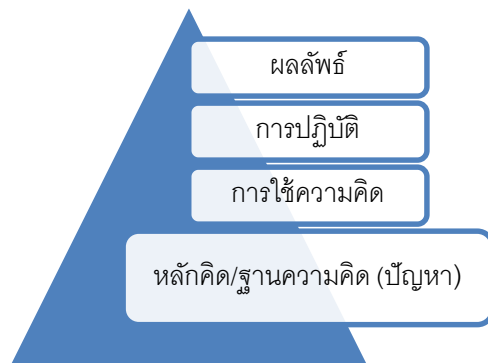 ผลลัพธ์
การปฏิบัติ
การใช้ความคิด
หลักคิด/ฐานความคิด (ปัญหา)